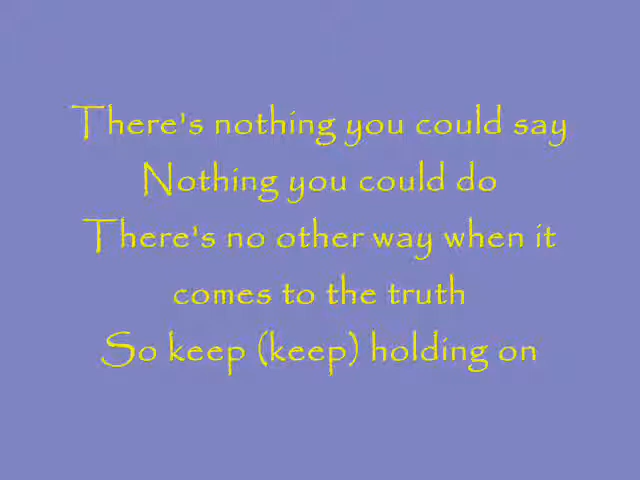 There's nothing you could say
Nothing you could do
There's no other way when it
comes to the truth
So keep (keep) holding on